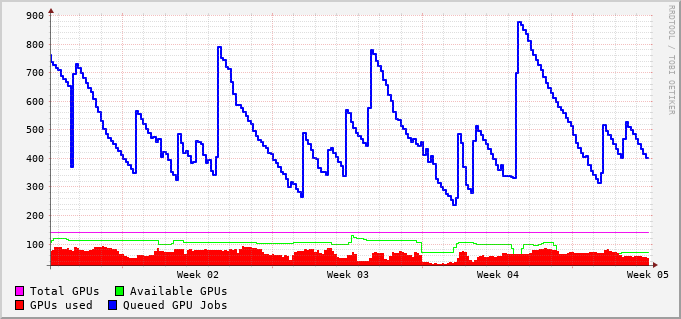 RRDTOOL / TOBI OETIKER
900
800
700
600
500
400
300
200
100
Week 02 Week 03 Week 04 Week 05
Total GPUs Available GPUs
GPUs used Queued GPU Jobs